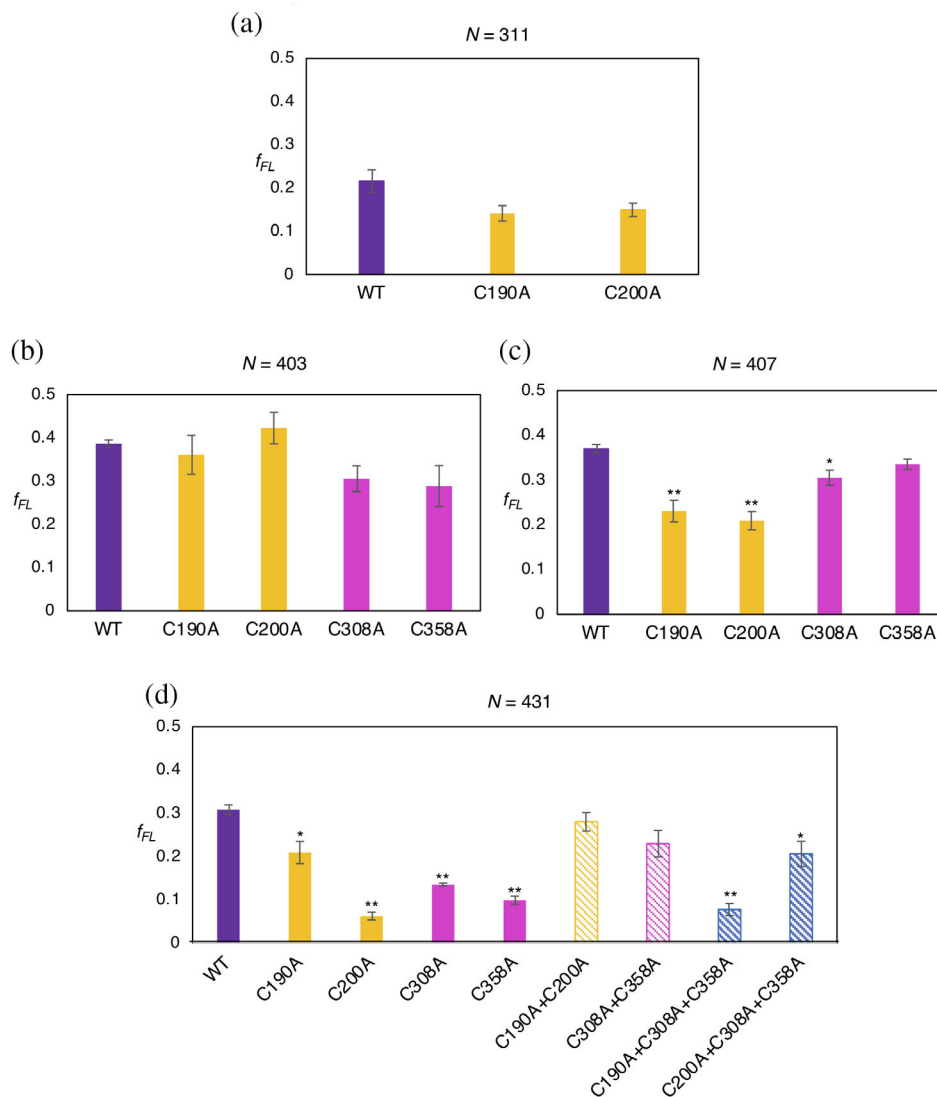 (a)
N = 311
0.5
0.4
0.3
f_FL
0.2
0.1
0
WT C190A C200A
(b)
N = 403
0.5
0.4
0.3
f_FL
0.2
0.1
0
WT C190A C200A C308A C358A
(c)
N = 407
0.5
0.4
0.3
f_FL
0.2
0.1
0
** ** *
WT C190A C200A C308A C358A
(d)
N = 431
0.5
0.4
0.3
f_FL
0.2
0.1
0
* ** ** ** ** *
WT
C190A
C200A
C308A
C358A
C190A+C200A
C308A+C358A
C190A+C308A+C358A
C200A+C308A+C358A